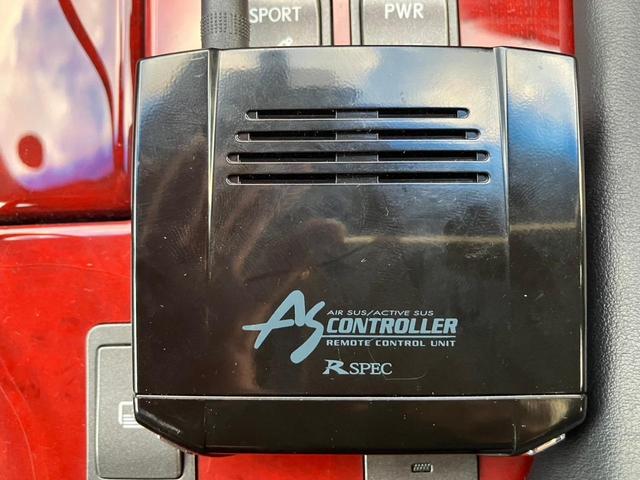 SPORT
PWR
AIR SUS/ACTIVE SUS
AS CONTROLLER
REMOTE CONTROL UNIT
R SPEC